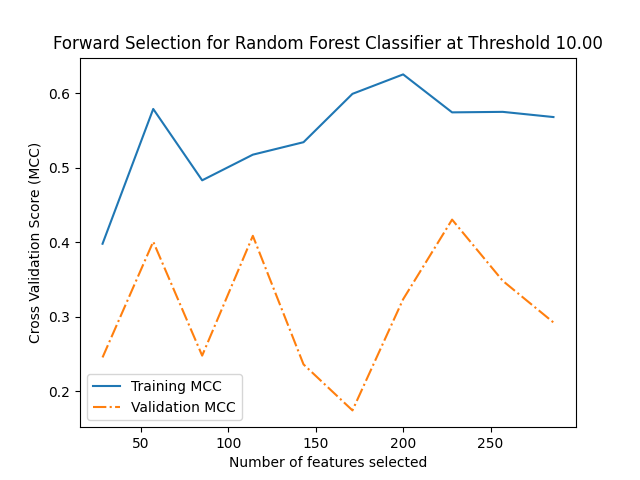 Forward Selection for Random Forest Classifier at Threshold 10.00
Cross Validation Score (MCC)
0.6
0.5
0.4
0.3
0.2
Training MCC
Validation MCC
50
100
150
200
250
Number of features selected